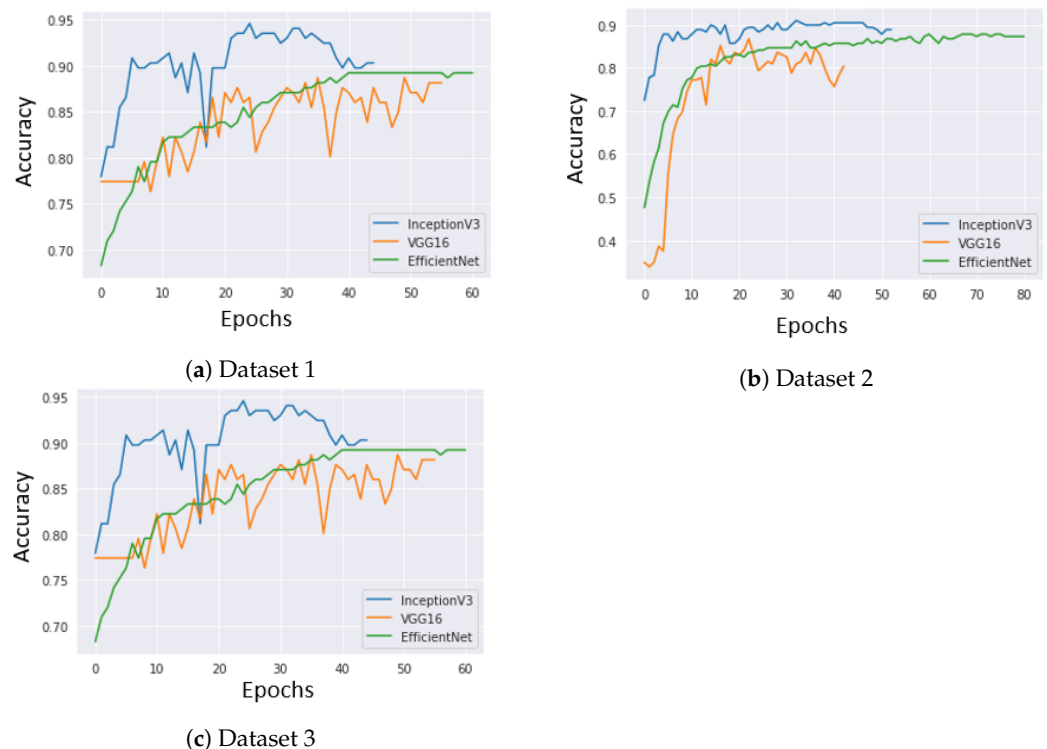 0.95
0.90
0.85
0.80
0.75
0.70
Accuracy
InceptionV3
VGG16
EfficientNet
0 10 20 30 40 50 60
Epochs
(a) Dataset 1
0.9
0.8
0.7
0.6
0.5
0.4
Accuracy
InceptionV3
VGG16
EfficientNet
0 10 20 30 40 50 60 70 80
Epochs
(b) Dataset 2
0.95
0.90
0.85
0.80
0.75
0.70
Accuracy
InceptionV3
VGG16
EfficientNet
0 10 20 30 40 50 60
Epochs
(c) Dataset 3